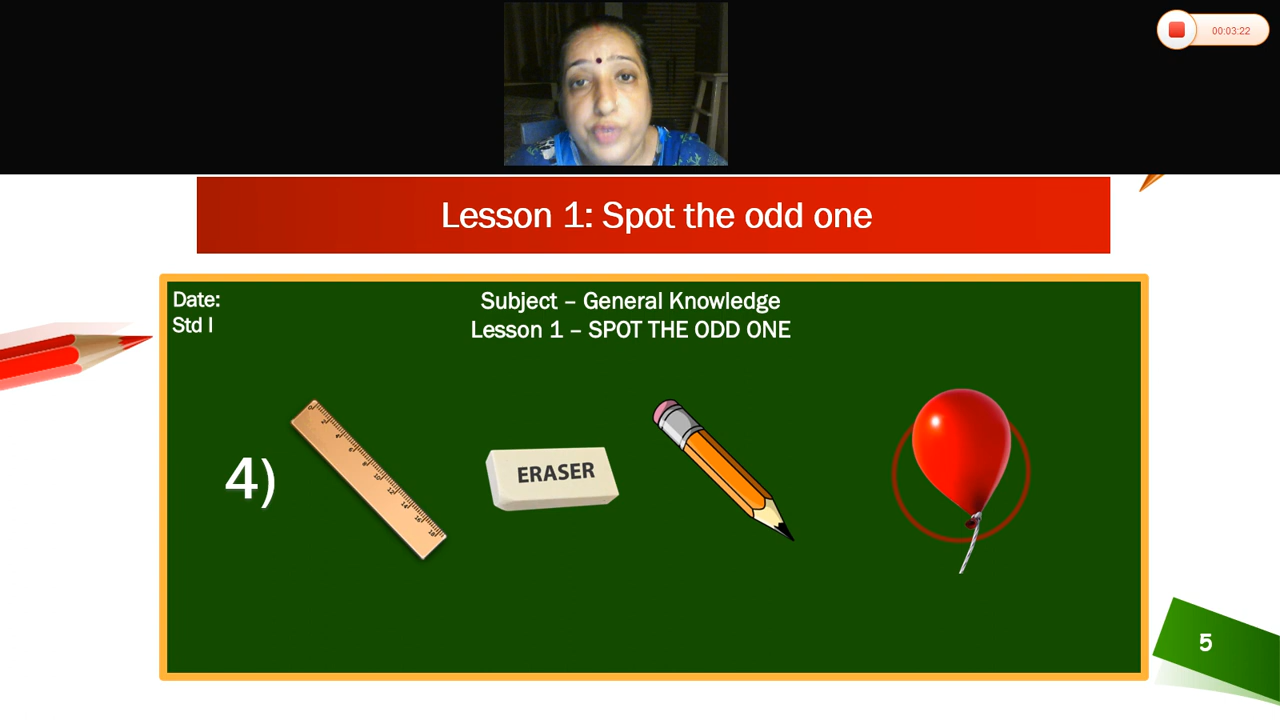 00:03:22
Lesson 1: Spot the odd one
Date:
Std I
Subject – General Knowledge
Lesson 1 – SPOT THE ODD ONE
4)
ERASER
5